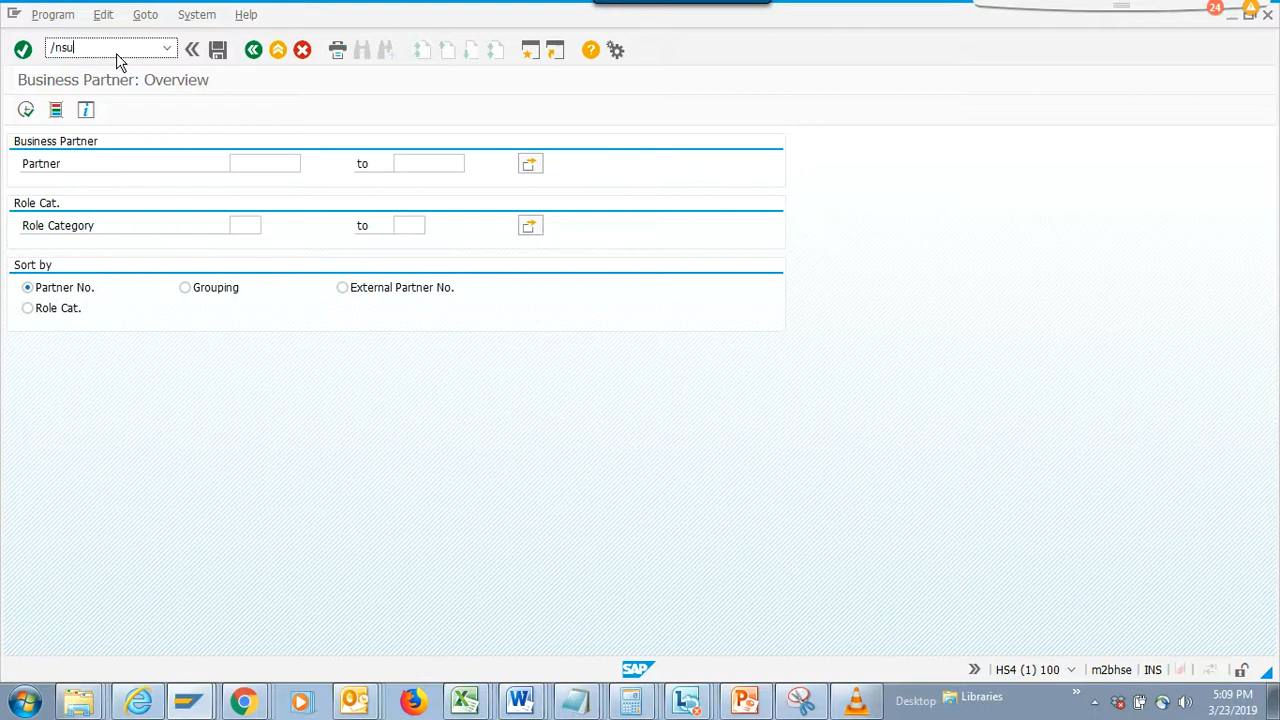 24
Program Edit Goto System Help
/nsu
Business Partner: Overview
Business Partner
Partner to
Role Cat.
Role Category to
Sort by
Partner No. Grouping External Partner No.
Role Cat.
SAP HS4 (1) 100 m2bhse INS
Desktop Libraries 5:09 PM
3/23/2019